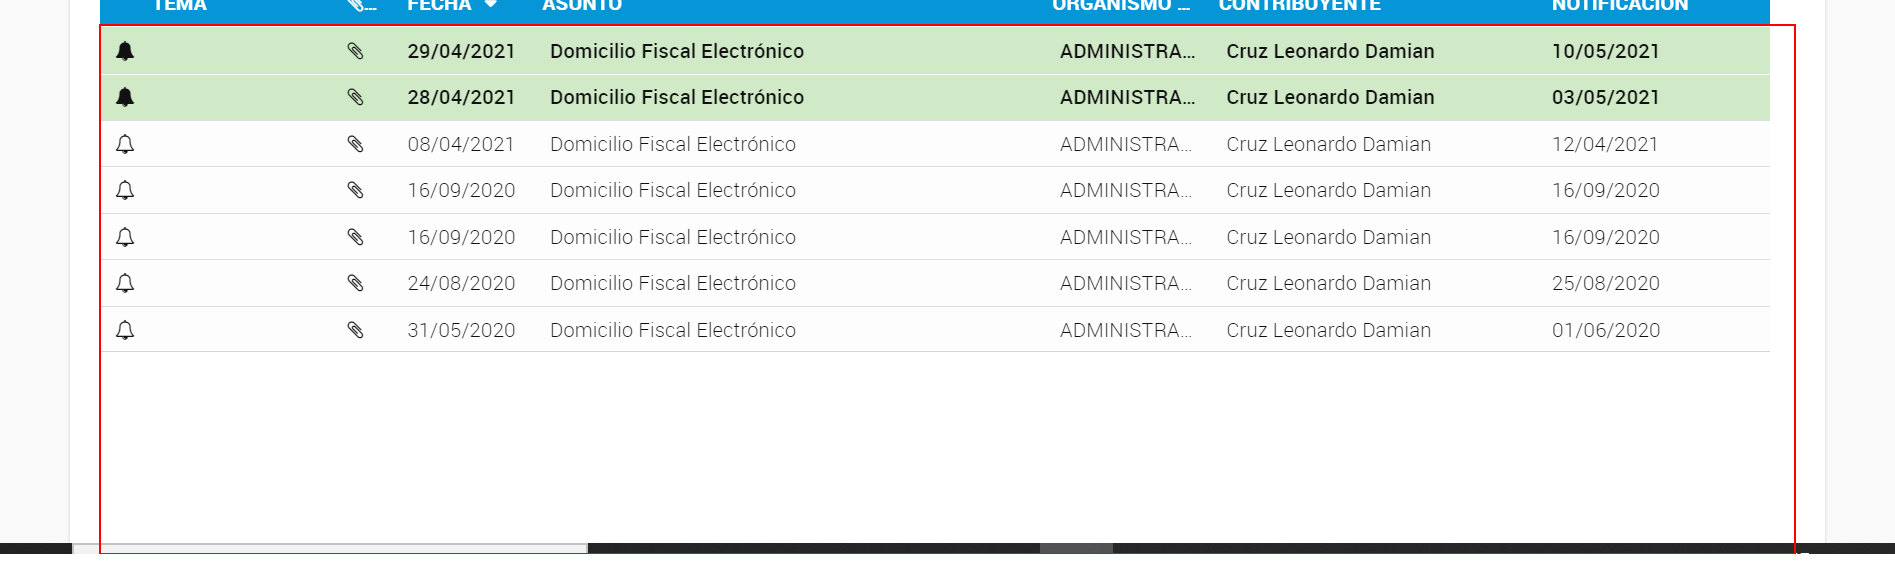 TEMA ... FECHA ASUNTO ORGANISMO ... CONTRIBUYENTE NOTIFICACIÓN
29/04/2021 Domicilio Fiscal Electrónico ADMINISTRA... Cruz Leonardo Damian 10/05/2021
28/04/2021 Domicilio Fiscal Electrónico ADMINISTRA... Cruz Leonardo Damian 03/05/2021
08/04/2021 Domicilio Fiscal Electrónico ADMINISTRA... Cruz Leonardo Damian 12/04/2021
16/09/2020 Domicilio Fiscal Electrónico ADMINISTRA... Cruz Leonardo Damian 16/09/2020
16/09/2020 Domicilio Fiscal Electrónico ADMINISTRA... Cruz Leonardo Damian 16/09/2020
24/08/2020 Domicilio Fiscal Electrónico ADMINISTRA... Cruz Leonardo Damian 25/08/2020
31/05/2020 Domicilio Fiscal Electrónico ADMINISTRA... Cruz Leonardo Damian 01/06/2020